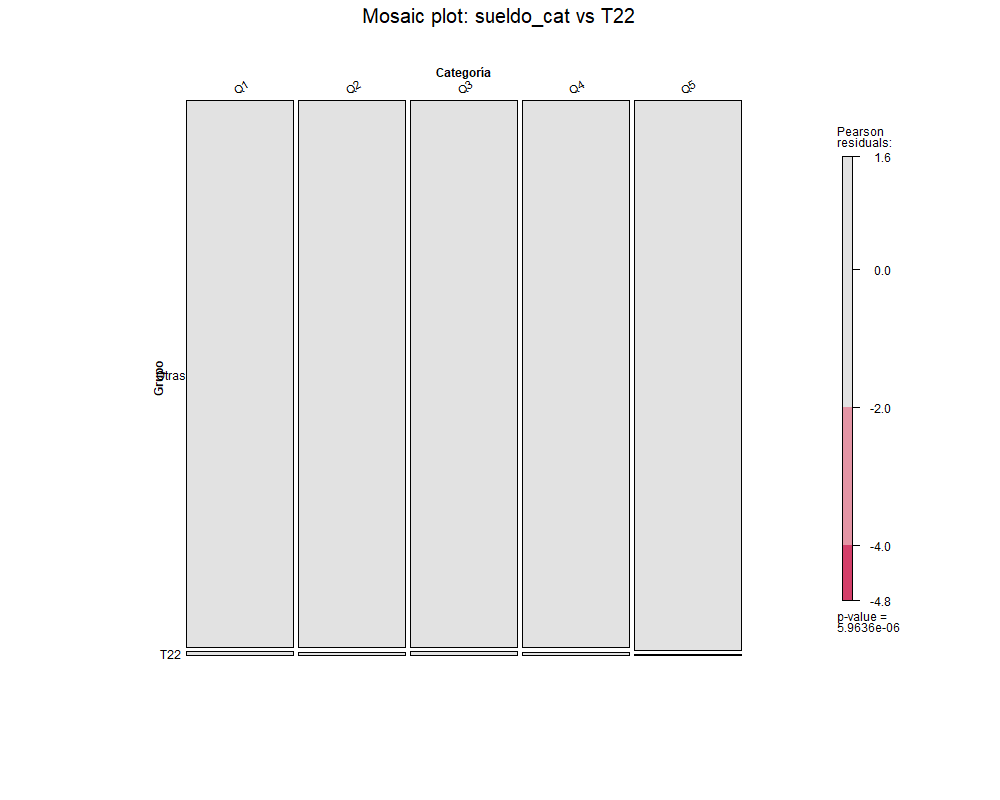 Mosaic plot: sueldo_cat vs T22
Categoría
Q1 Q2 Q3 Q4 Q5
Pearson
residuals:
1.6
0.0
-2.0
-4.0
-4.8
p-value =
5.9636e-06
Grupo
Otras
T22